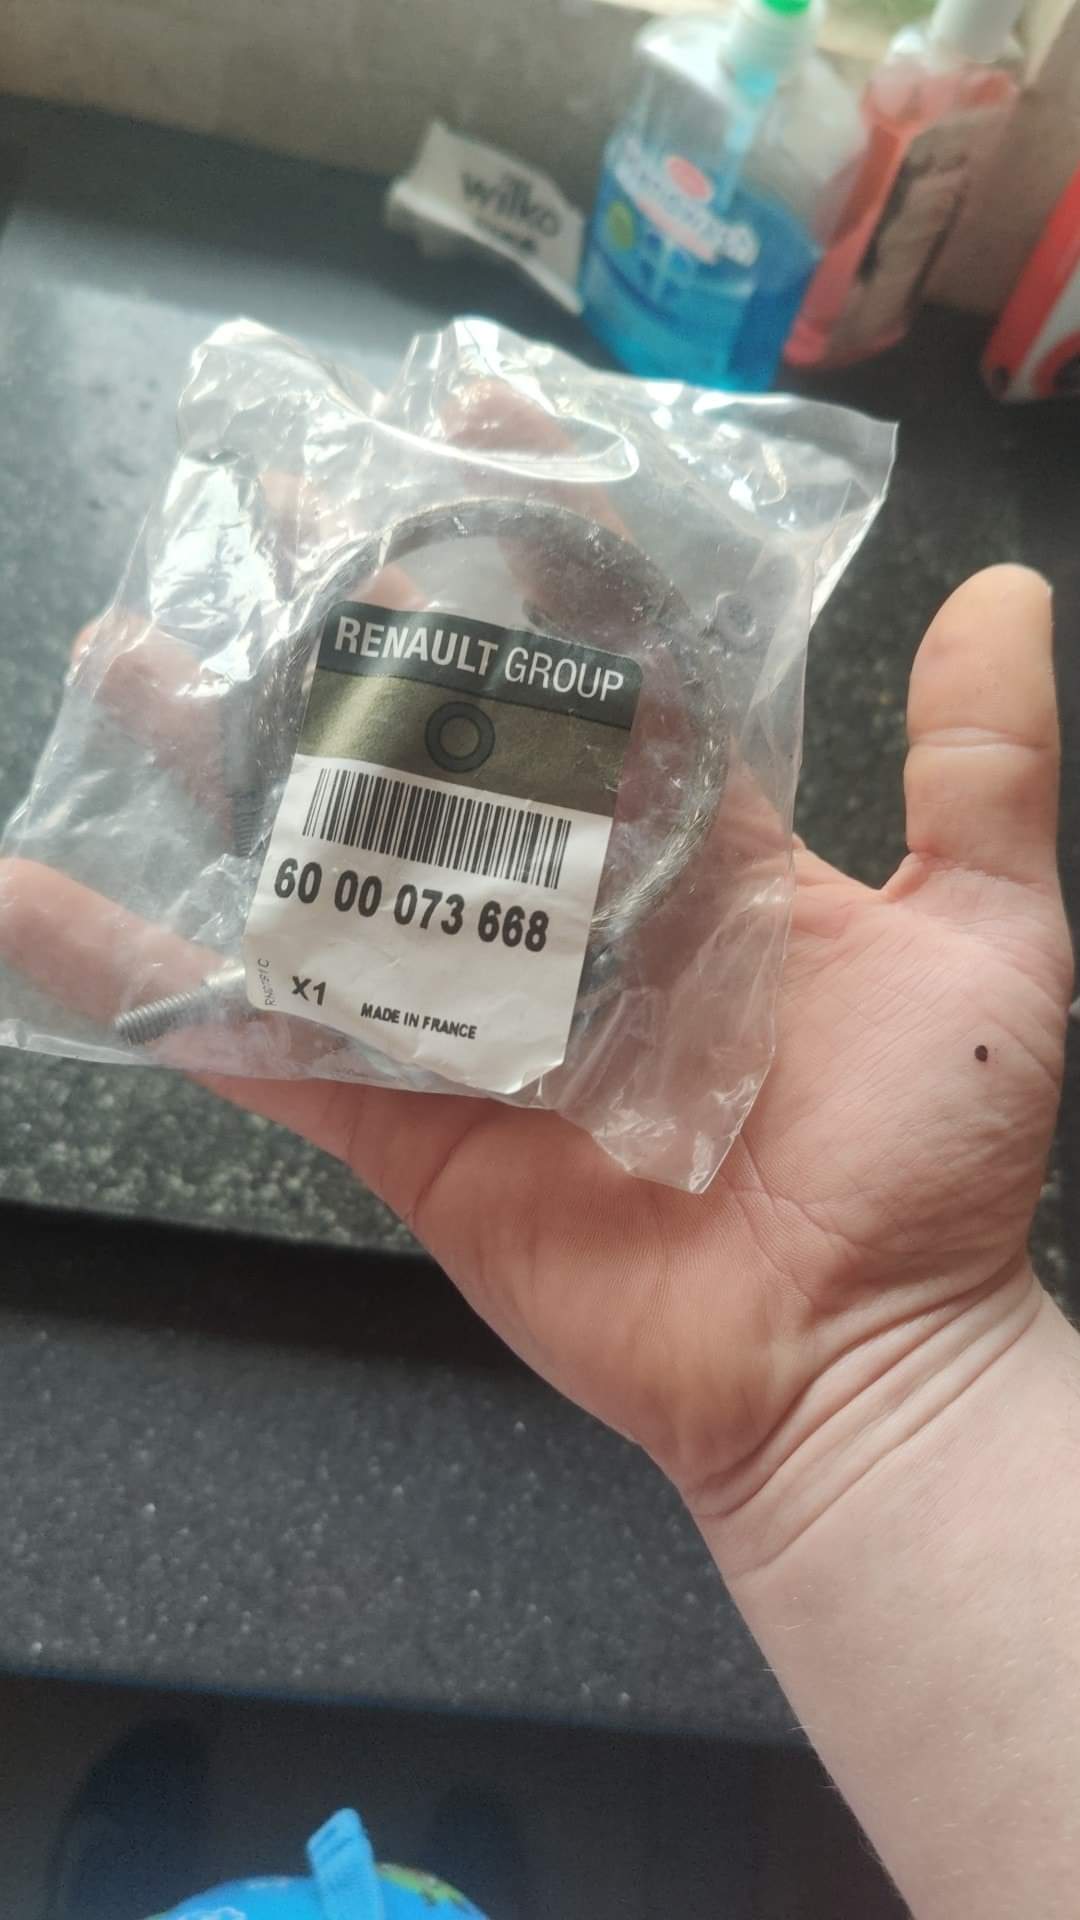 wilko
RENAULT GROUP
60 00 073 668
X1
MADE IN FRANCE